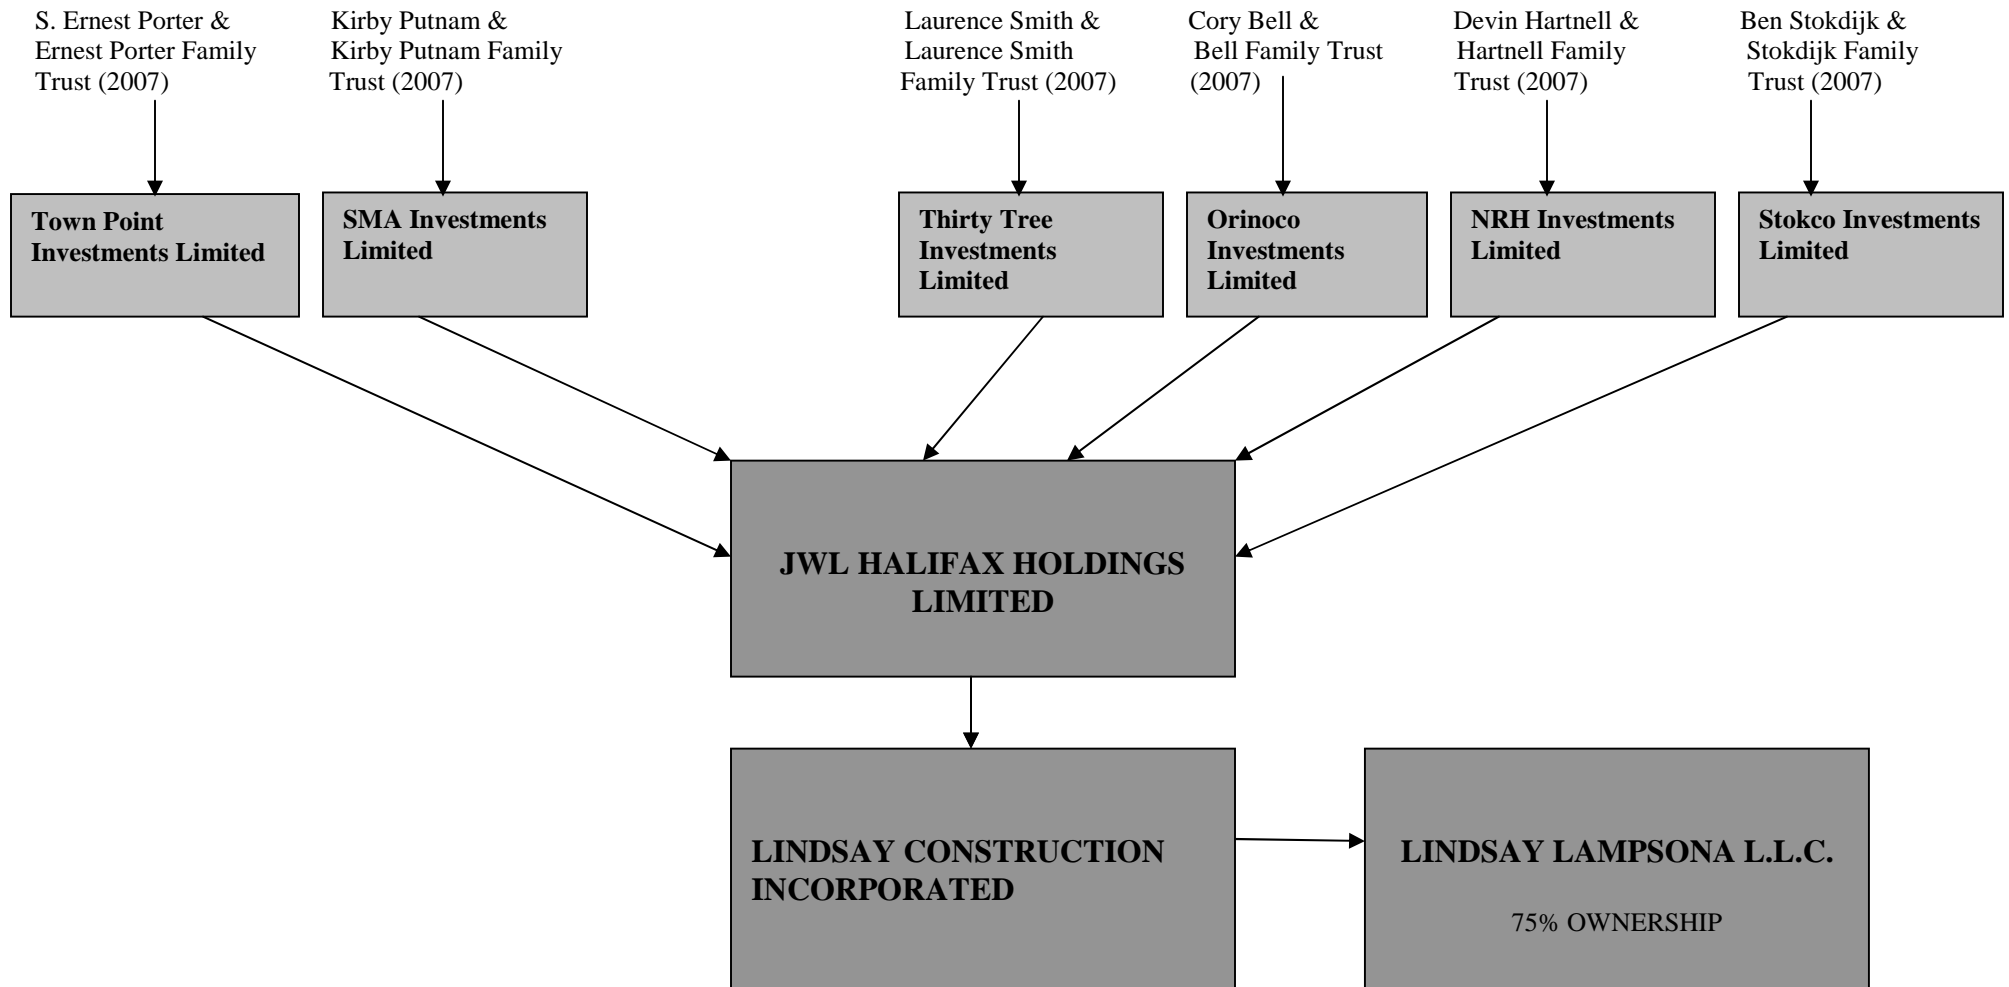 S. Ernest Porter &
Ernest Porter Family
Trust (2007)
Kirby Putnam &
Kirby Putnam Family
Trust (2007)
Laurence Smith &
Laurence Smith
Family Trust (2007)
Cory Bell &
Bell Family Trust
(2007)
Devin Hartnell &
Hartnell Family
Trust (2007)
Ben Stokdijk &
Stokdijk Family
Trust (2007)
Town Point
Investments Limited
SMA Investments
Limited
Thirty Tree
Investments
Limited
Orinoco
Investments
Limited
NRH Investments
Limited
Stokco Investments
Limited
JWL HALIFAX HOLDINGS
LIMITED
LINDSAY CONSTRUCTION
INCORPORATED
LINDSAY LAMPSONA L.L.C.
75% OWNERSHIP